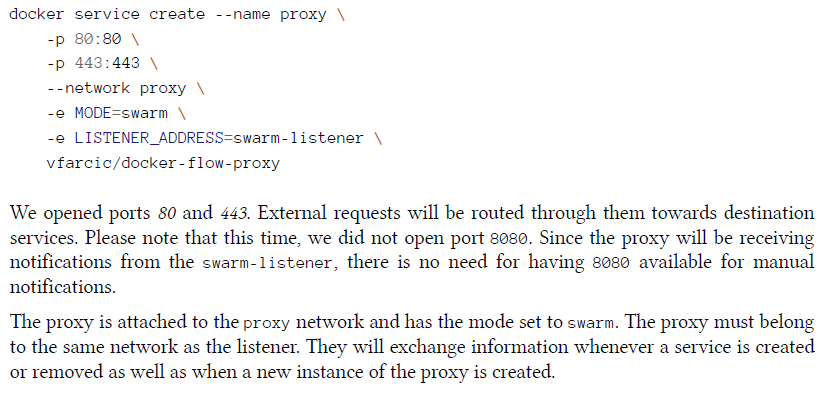 docker service create --name proxy \
-p 80:80 \
-p 443:443 \
--network proxy \
-e MODE=swarm \
-e LISTENER_ADDRESS=swarm-listener \
vfarcic/docker-flow-proxy
We opened ports 80 and 443. External requests will be routed through them towards destination
services. Please note that this time, we did not open port 8080. Since the proxy will be receiving
notifications from the swarm-listener, there is no need for having 8080 available for manual
notifications.
The proxy is attached to the proxy network and has the mode set to swarm. The proxy must belong
to the same network as the listener. They will exchange information whenever a service is created
or removed as well as when a new instance of the proxy is created.